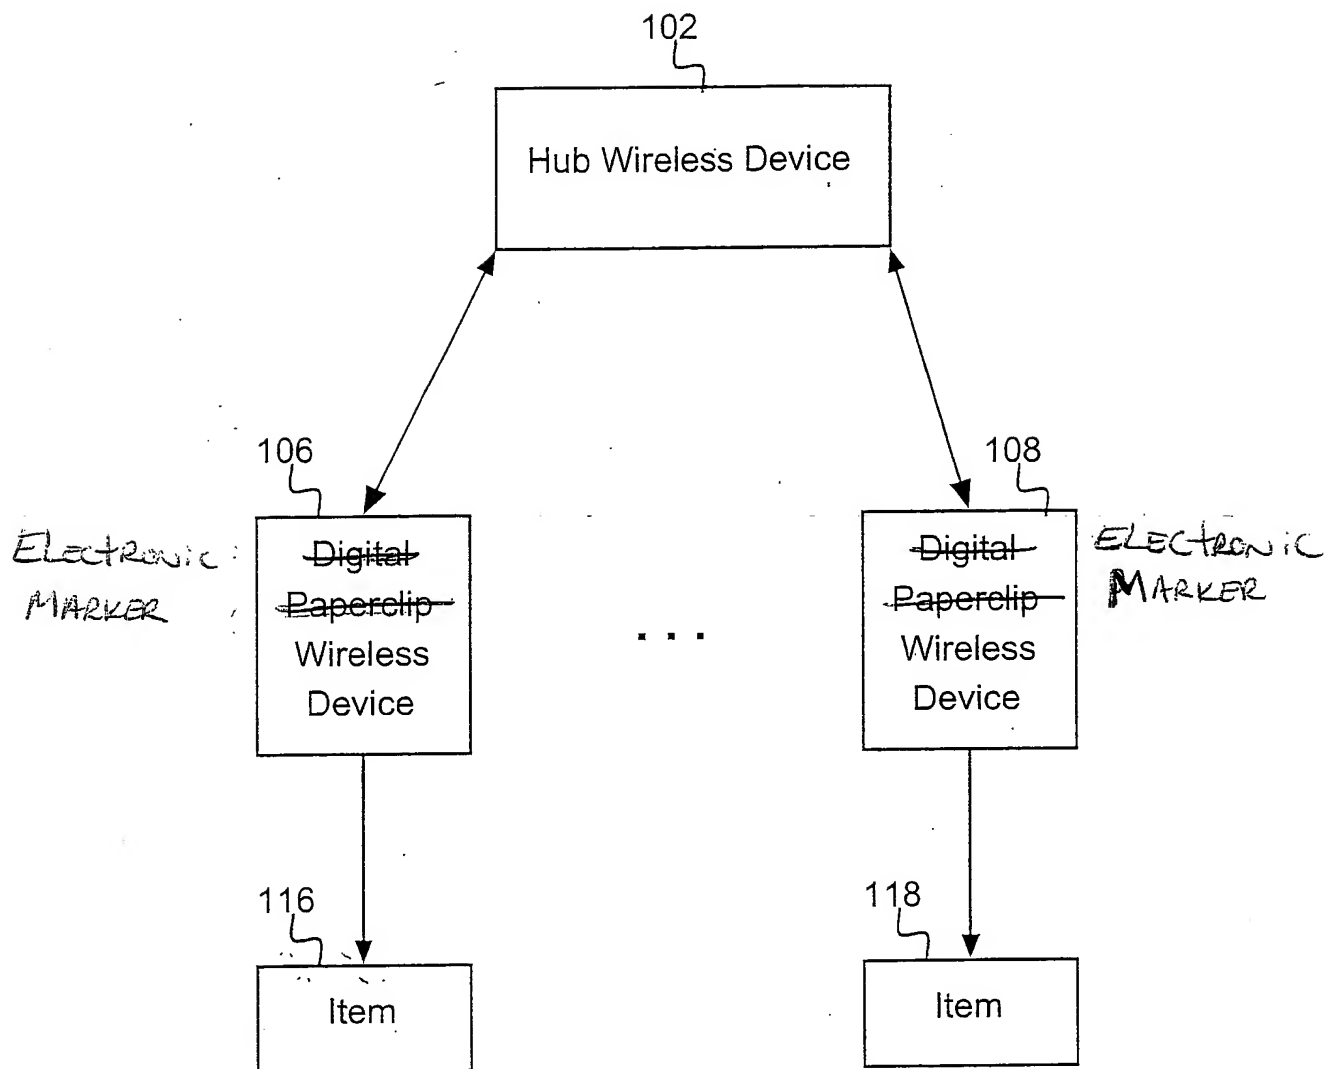 102
Hub Wireless Device
106
108
ELECTRONIC
MARKER
Digital
Paperclip
Wireless
Device
. . .
Digital
Paperclip
Wireless
Device
ELECTRONIC
MARKER
116
118
Item
Item